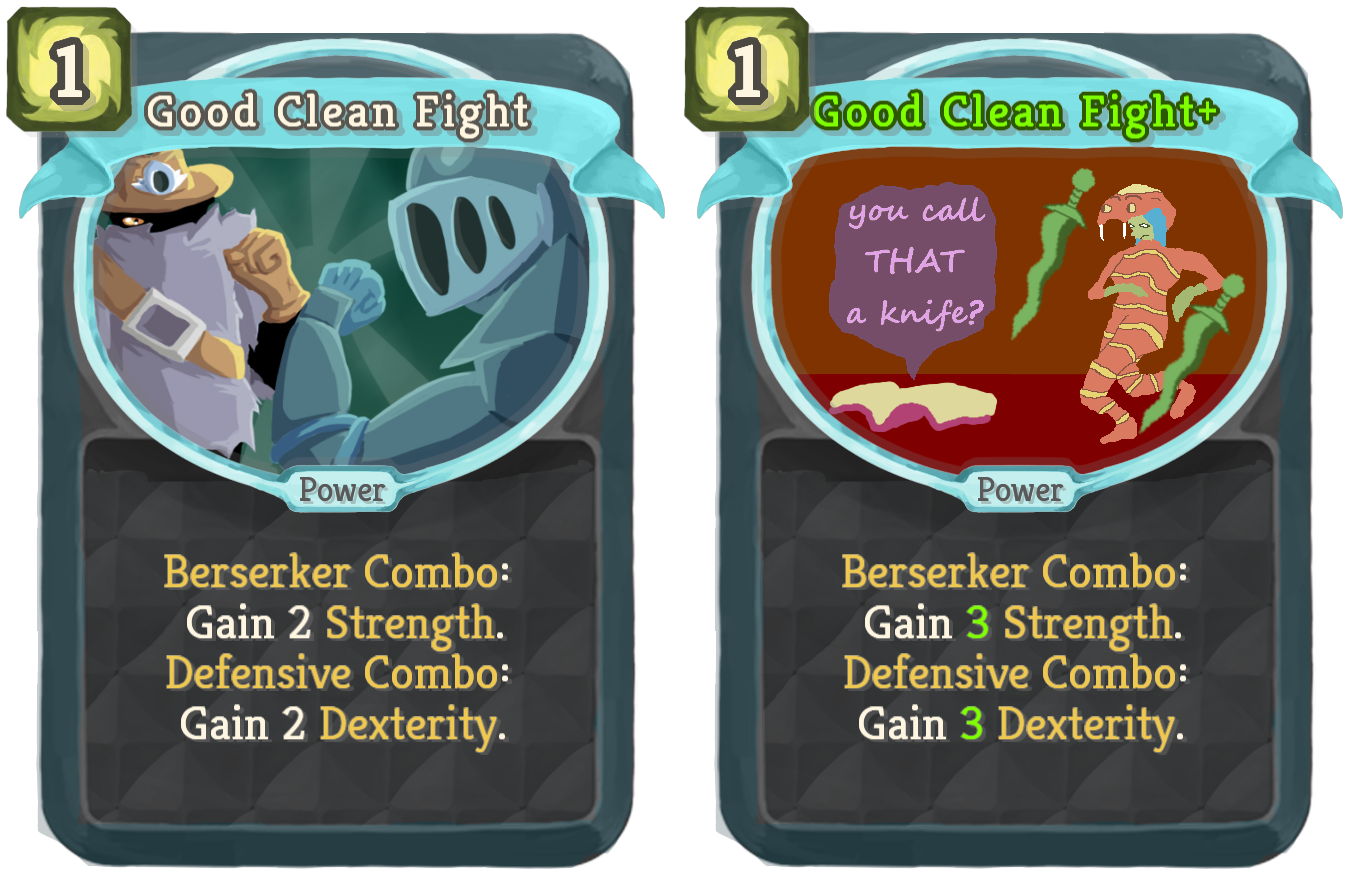 1
Good Clean Fight
Power
Berserker Combo:
Gain 2 Strength.
Defensive Combo:
Gain 2 Dexterity.
1
Good Clean Fight+
you call
THAT
a knife?
Power
Berserker Combo:
Gain 3 Strength.
Defensive Combo:
Gain 3 Dexterity.